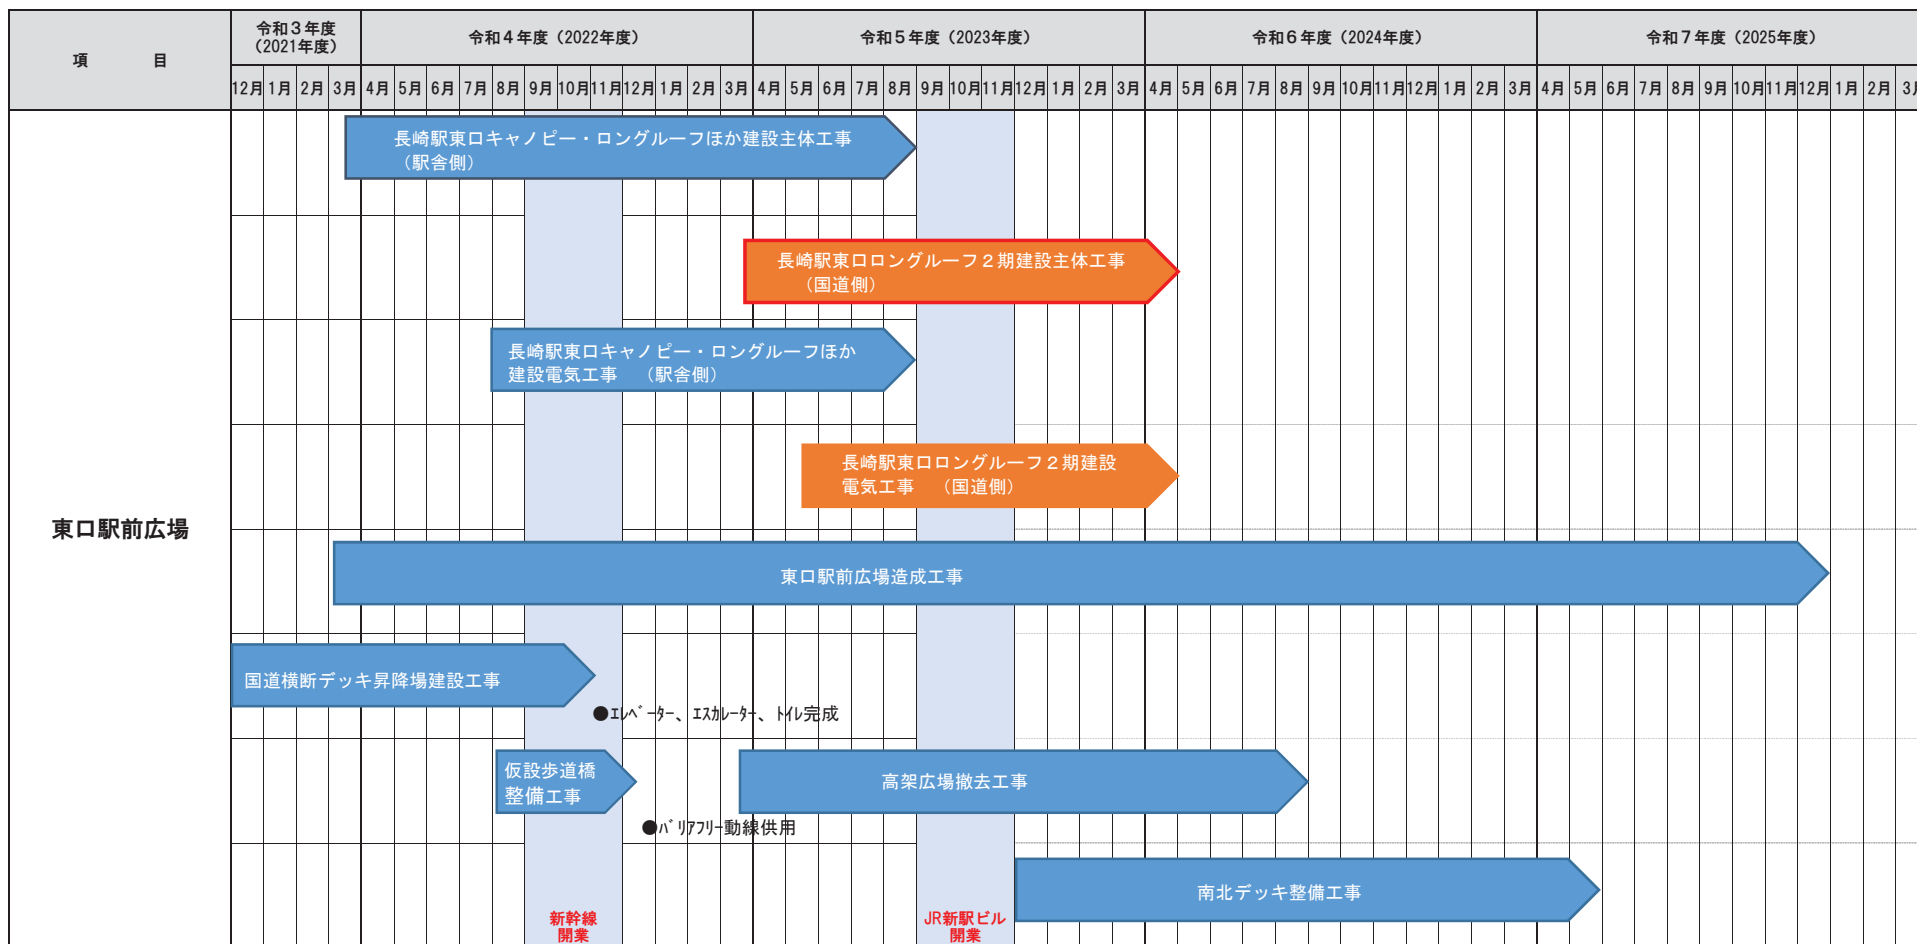 項　　目
令和３年度
（2021年度）
令和４年度（2022年度）
令和５年度（2023年度）
令和６年度（2024年度）
令和７年度（2025年度）
12月 1月 2月 3月 4月 5月 6月 7月 8月 9月 10月 11月 12月 1月 2月 3月 4月 5月 6月 7月 8月 9月 10月 11月 12月 1月 2月 3月 4月 5月 6月 7月 8月 9月 10月 11月 12月 1月 2月 3月 4月 5月 6月 7月 8月 9月 10月 11月 12月 1月 2月 3月
東口駅前広場
長崎駅東口キャノピー・ロングルーフほか建設主体工事
（駅舎側）
長崎駅東口ロングルーフ２期建設主体工事
（国道側）
長崎駅東口キャノピー・ロングルーフほか
建設電気工事　（駅舎側）
長崎駅東口ロングルーフ２期建設
電気工事　（国道側）
東口駅前広場造成工事
国道横断デッキ昇降場建設工事
●ｴﾚﾍﾞｰﾀｰ、ｴｽｶﾚｰﾀｰ、ﾄｲﾚ完成
仮設歩道橋
整備工事
高架広場撤去工事
●ﾊﾞﾘｱﾌﾘｰ動線供用
南北デッキ整備工事
新幹線
開業
JR新駅ビル
開業